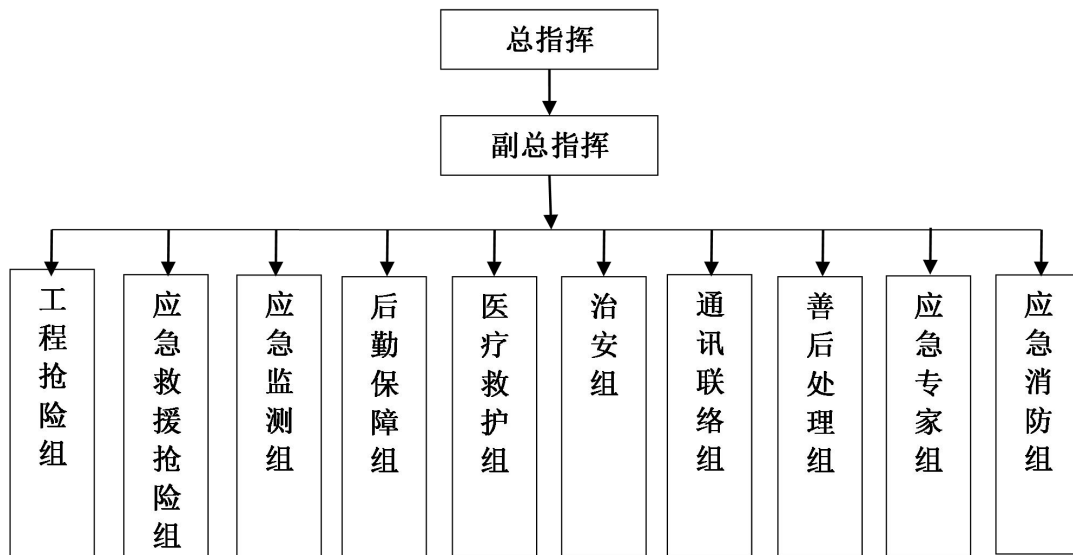 总指挥
副总指挥
工程抢险组
应急救援抢险组
应急监测组
后勤保障组
医疗救护组
治安组
通讯联络组
善后处理组
应急专家组
应急消防组